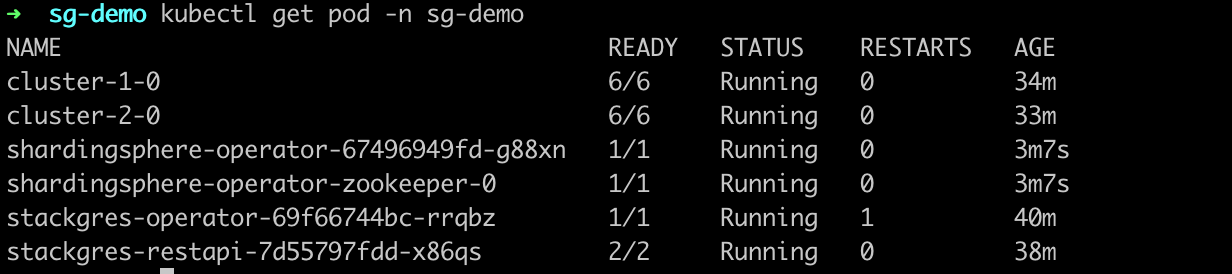 ➜ sg-demo kubectl get pod -n sg-demo
NAME READY STATUS RESTARTS AGE
cluster-1-0 6/6 Running 0 34m
cluster-2-0 6/6 Running 0 33m
shardingsphere-operator-67496949fd-g88xn 1/1 Running 0 3m7s
shardingsphere-operator-zookeeper-0 1/1 Running 0 3m7s
stackgres-operator-69f66744bc-rrqbz 1/1 Running 1 40m
stackgres-restapi-7d55797fdd-x86qs 2/2 Running 0 38m